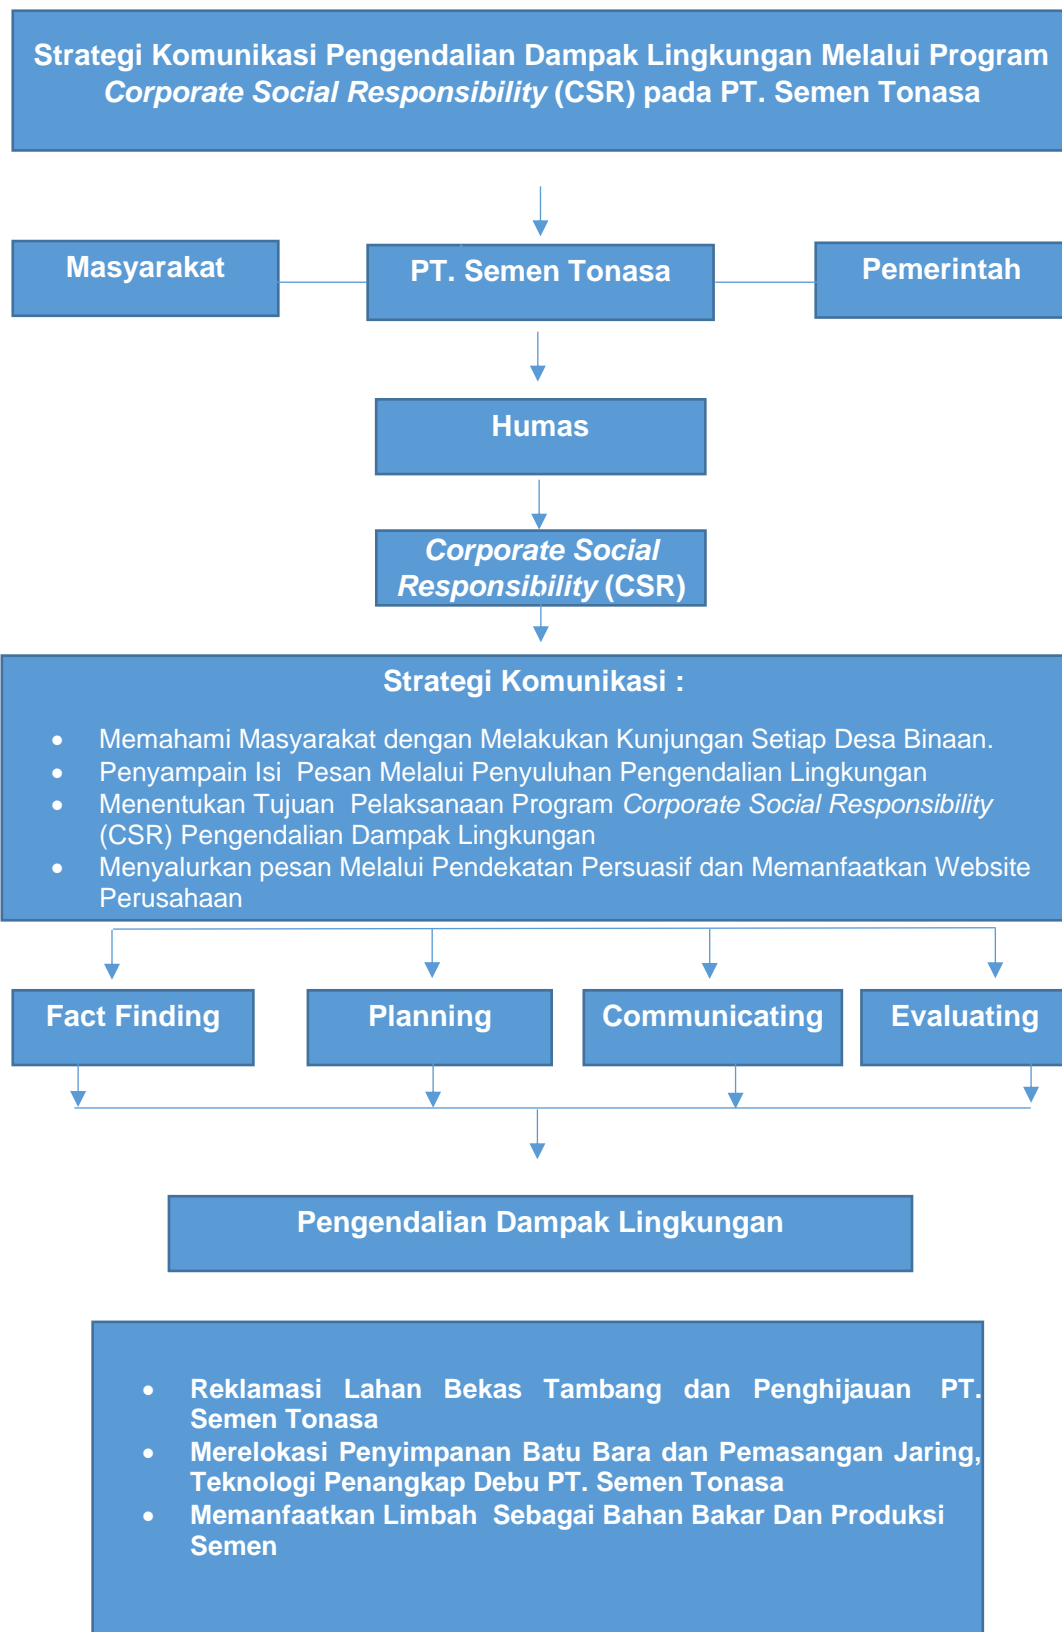 Strategi Komunikasi Pengendalian Dampak Lingkungan Melalui Program
Corporate Social Responsibility (CSR) pada PT. Semen Tonasa
Masyarakat
PT. Semen Tonasa
Pemerintah
Humas
Corporate Social
Responsibility (CSR)
Strategi Komunikasi :
• Memahami Masyarakat dengan Melakukan Kunjungan Setiap Desa Binaan.
• Penyampain Isi Pesan Melalui Penyuluhan Pengendalian Lingkungan
• Menentukan Tujuan Pelaksanaan Program Corporate Social Responsibility
(CSR) Pengendalian Dampak Lingkungan
• Menyalurkan pesan Melalui Pendekatan Persuasif dan Memanfaatkan Website
Perusahaan
Fact Finding
Planning
Communicating
Evaluating
Pengendalian Dampak Lingkungan
• Reklamasi Lahan Bekas Tambang dan Penghijauan PT.
Semen Tonasa
• Merelokasi Penyimpanan Batu Bara dan Pemasangan Jaring,
Teknologi Penangkap Debu PT. Semen Tonasa
• Memanfaatkan Limbah Sebagai Bahan Bakar Dan Produksi
Semen